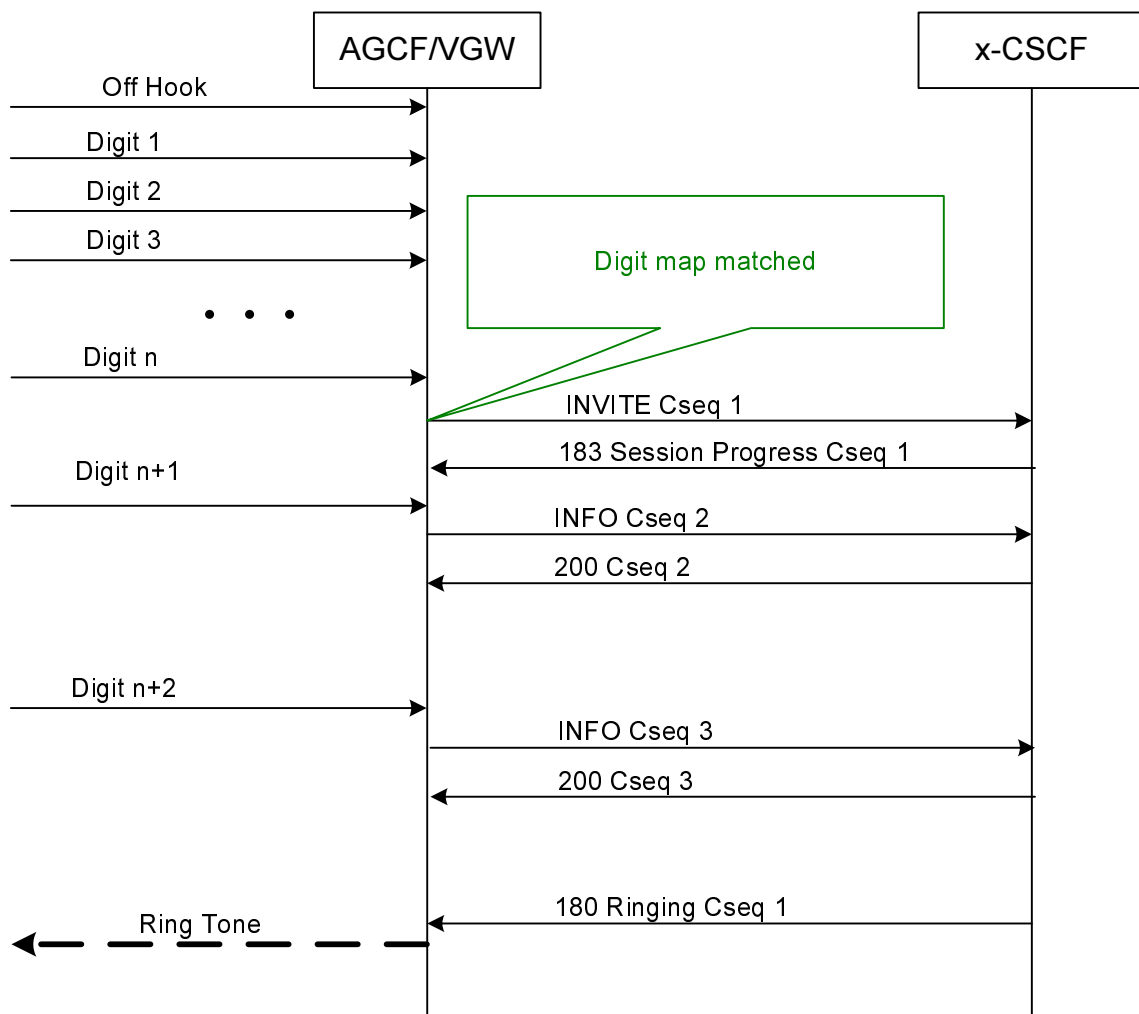 AGCF/VGW
x-CSCF
Off Hook
Digit 1
Digit 2
Digit 3
Digit map matched
Digit n
INVITE Cseq 1
183 Session Progress Cseq 1
Digit n+1
INFO Cseq 2
200 Cseq 2
Digit n+2
INFO Cseq 3
200 Cseq 3
180 Ringing Cseq 1
Ring Tone